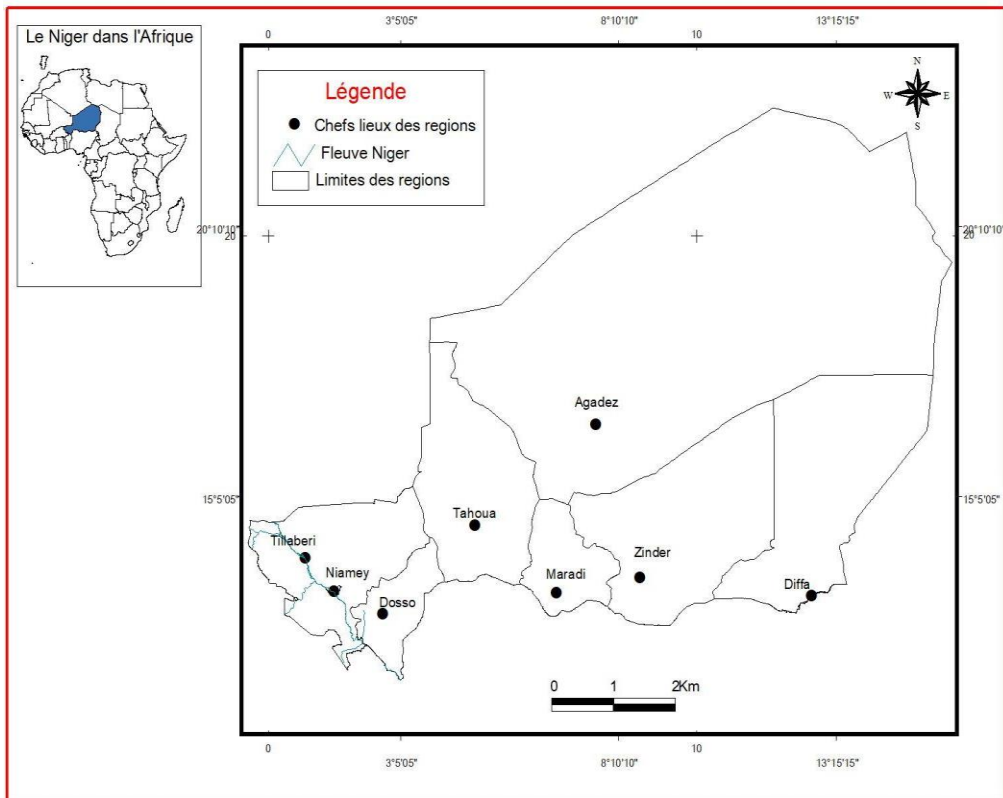 Le Niger dans l'Afrique
3°5'05" 8°10'10" 13°15'15"
0 10
Légende
Chefs lieux des regions
Fleuve Niger
Limites des regions
N
W E
S
20°10'10" 20°10'10"
20 20
Agadez
15°5'05" 15°5'05"
Tahoua
Tillaberi
Zinder
Niamey
Maradi
Diffa
Dosso
0 1 2Km
0 10
3°5'05" 8°10'10" 13°15'15"